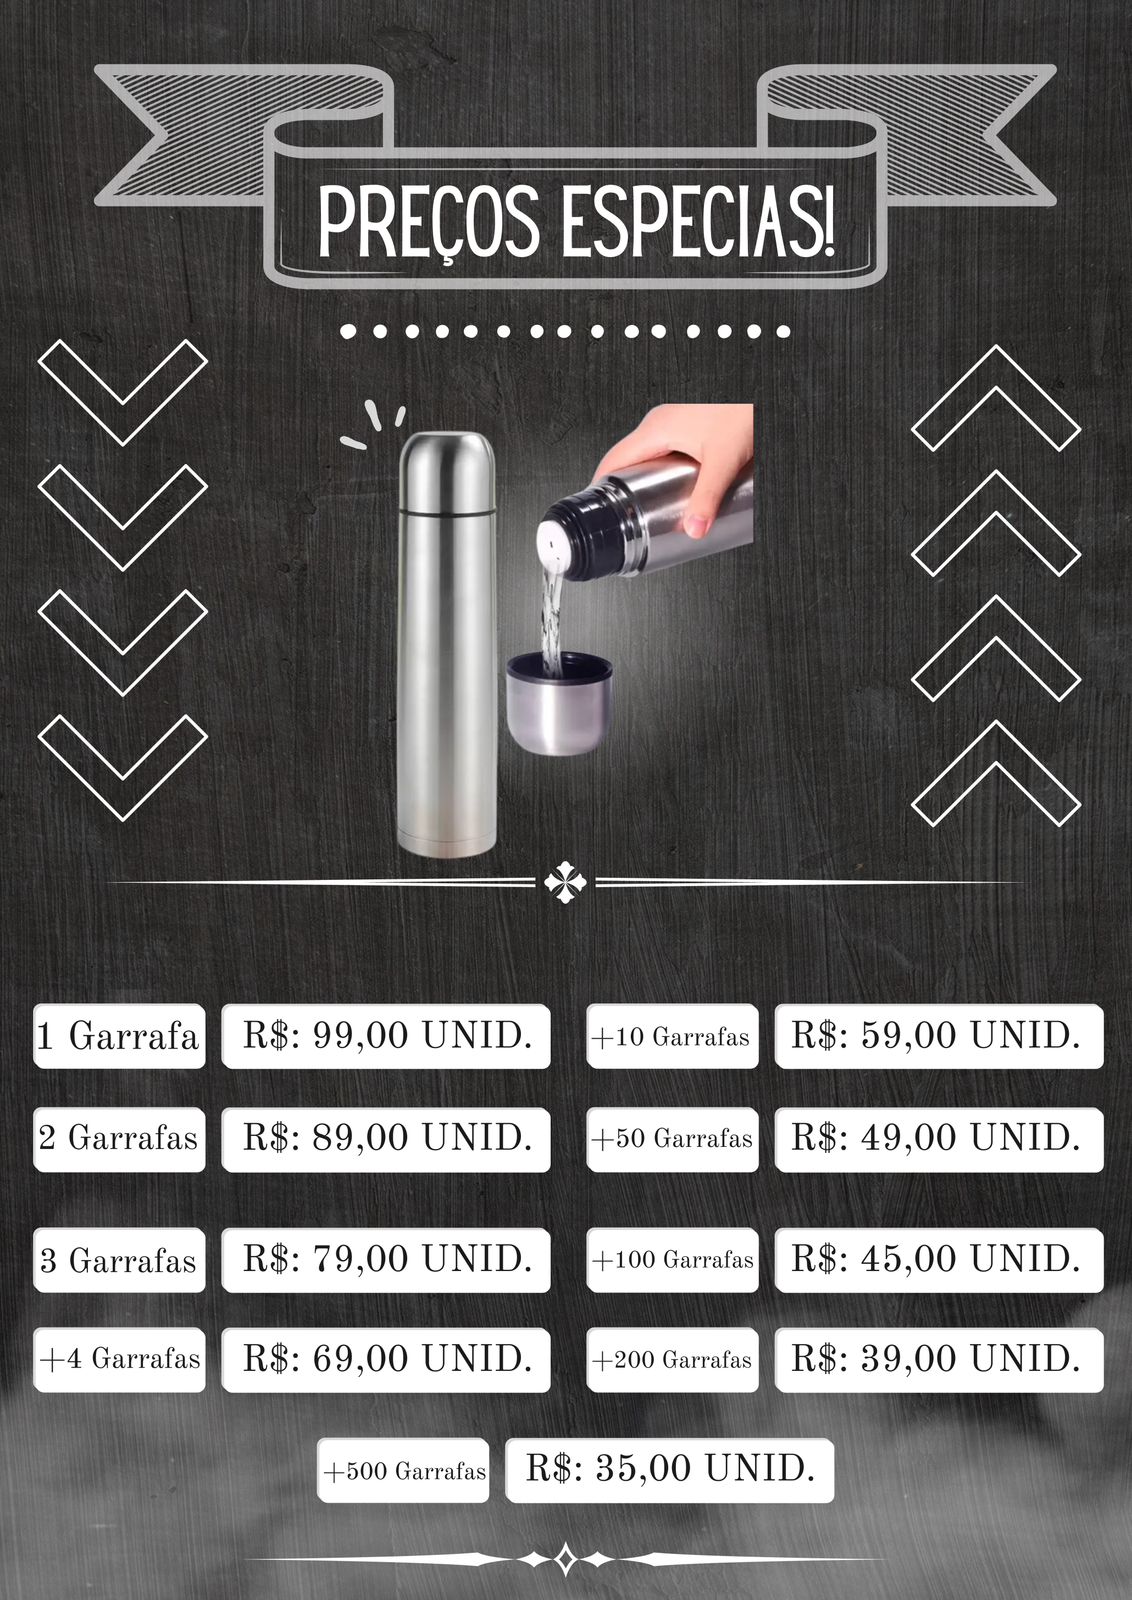 PREÇOS ESPECIAS!
1 Garrafa R$: 99,00 UNID.
2 Garrafas R$: 89,00 UNID.
3 Garrafas R$: 79,00 UNID.
+4 Garrafas R$: 69,00 UNID.
+10 Garrafas R$: 59,00 UNID.
+50 Garrafas R$: 49,00 UNID.
+100 Garrafas R$: 45,00 UNID.
+200 Garrafas R$: 39,00 UNID.
+500 Garrafas R$: 35,00 UNID.